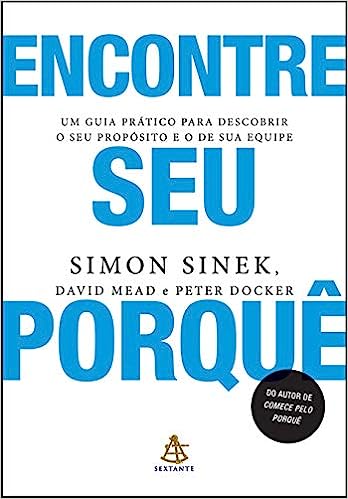 ENCONTRE
UM GUIA PRÁTICO PARA DESCOBRIR
O SEU PROPÓSITO E O DE SUA EQUIPE
SEU
SIMON SINEK,
DAVID MEAD e PETER DOCKER
PORQUÊ
DO AUTOR DE
COMECE PELO
PORQUÊ
SEXTANTE